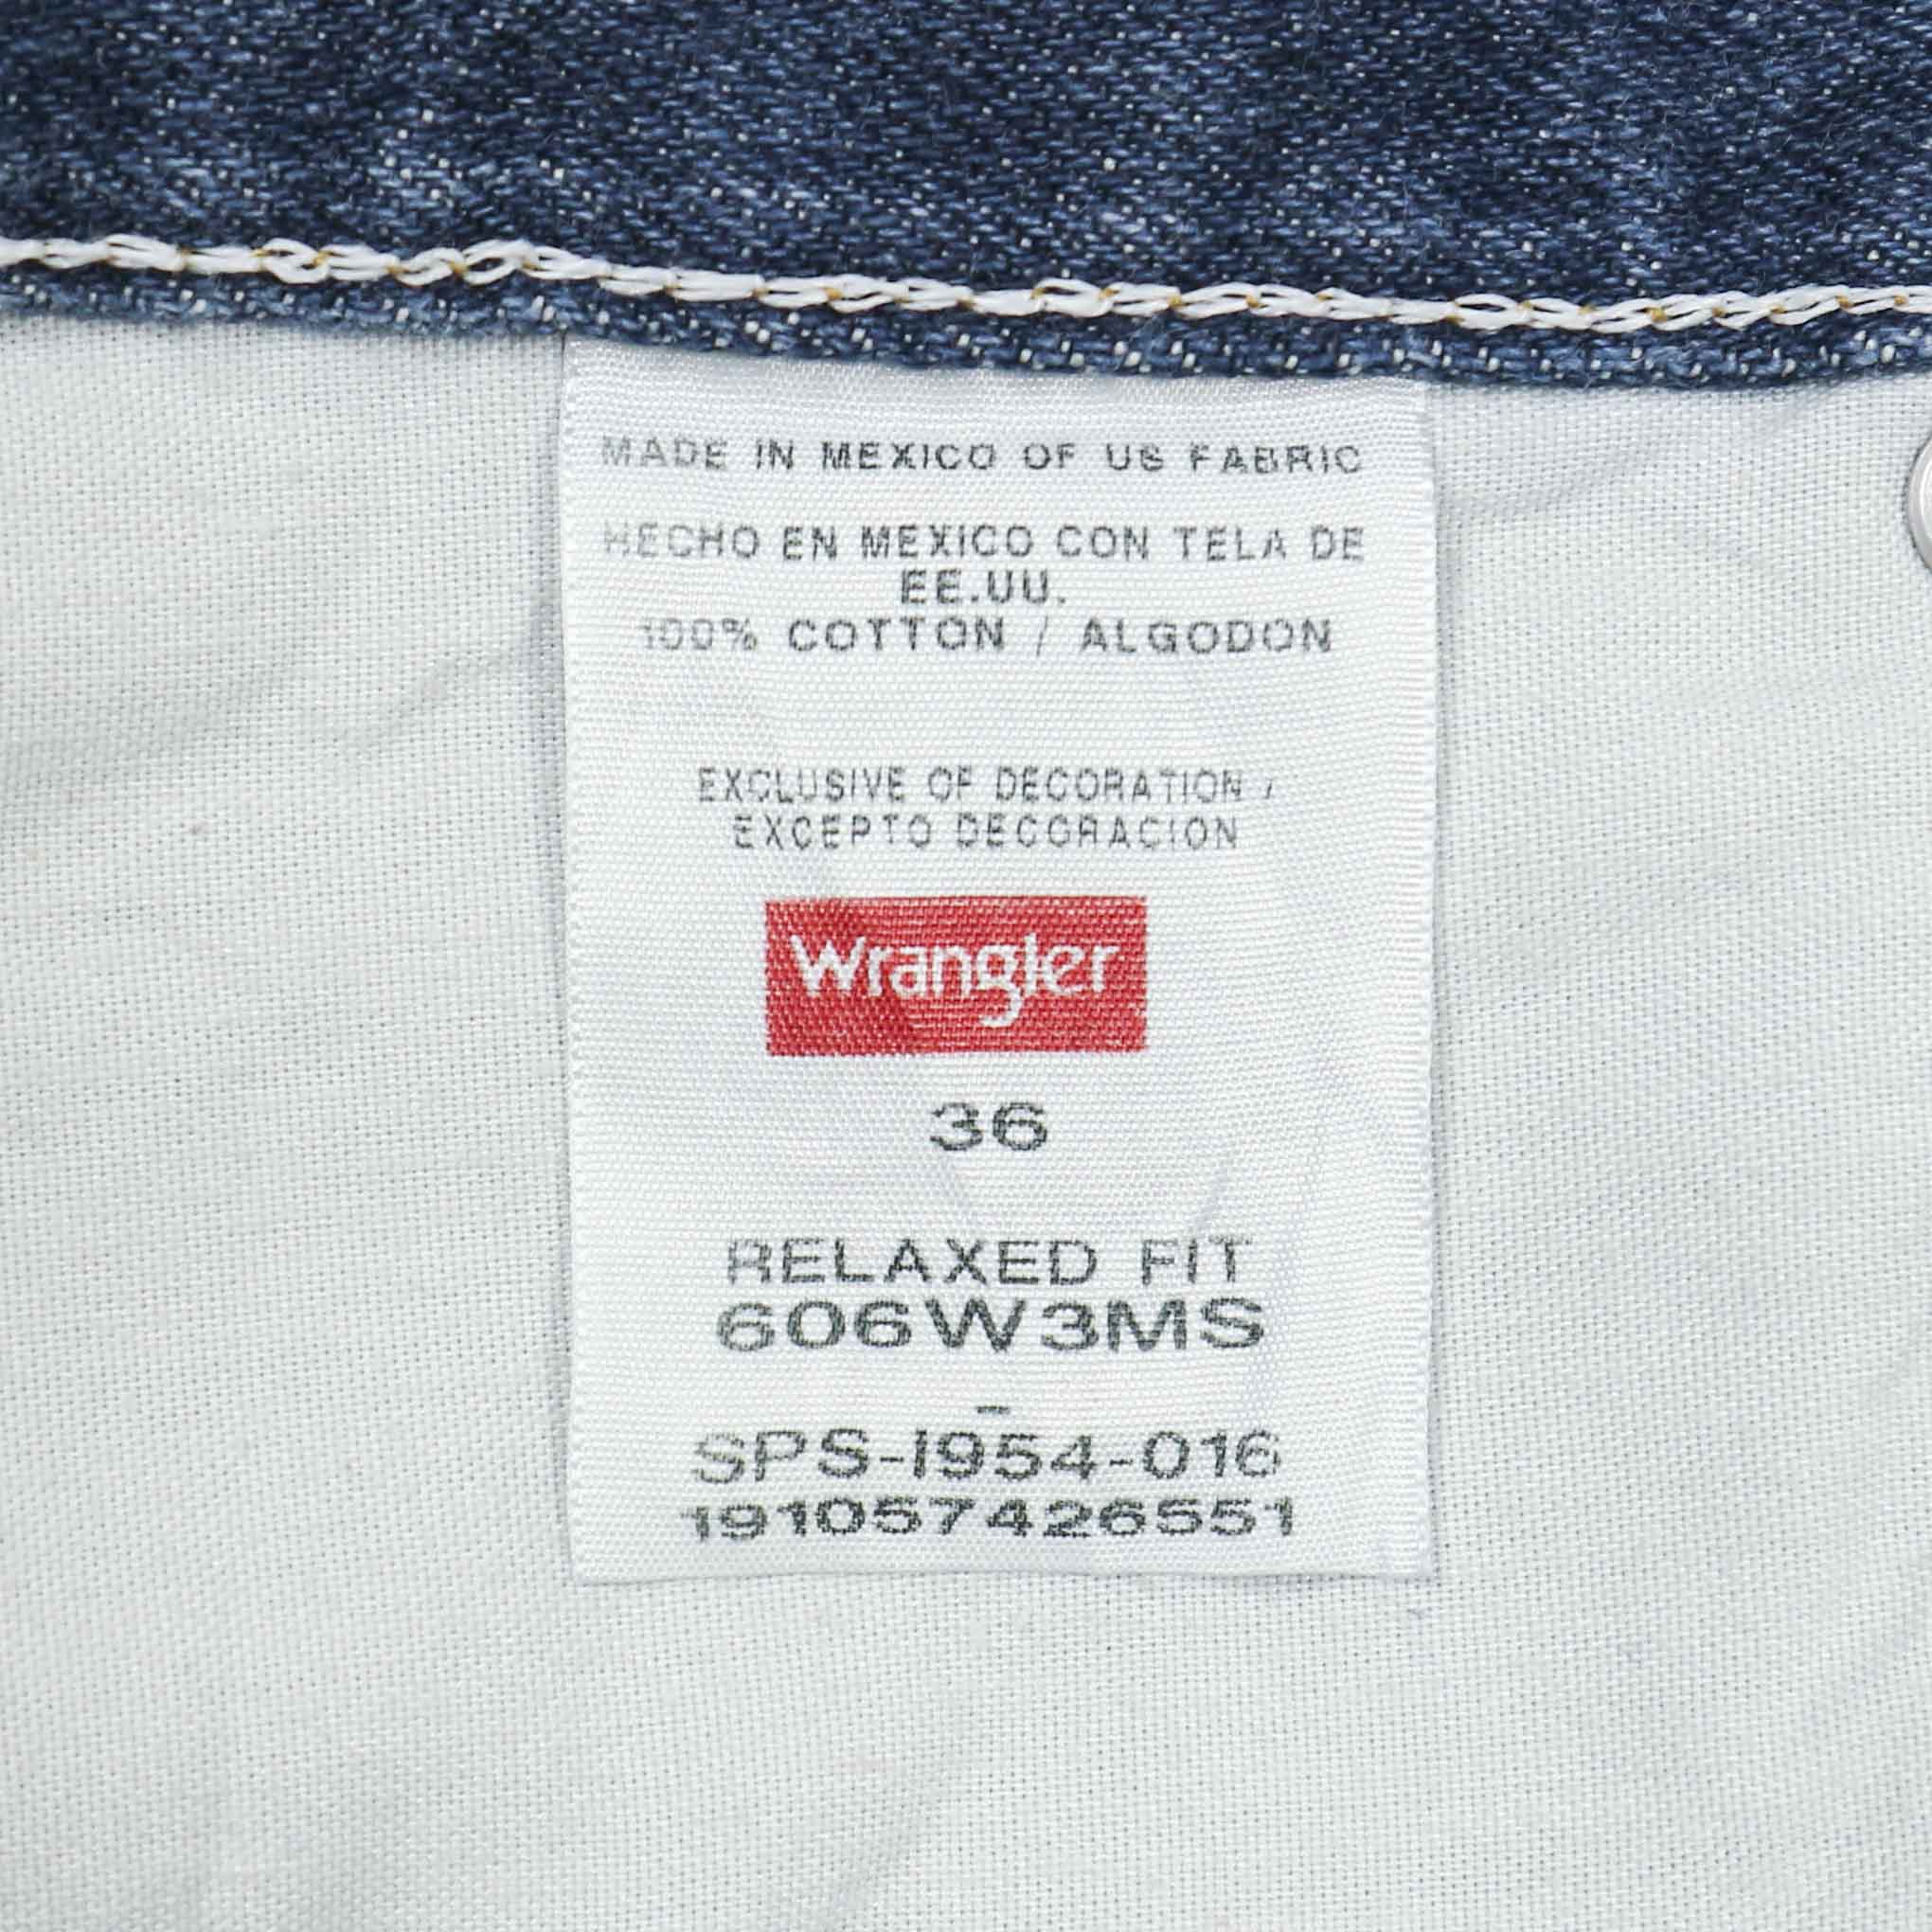 MADE IN MEXICO OF US FABRIC
HECHO EN MEXICO CON TELA DE
EE.UU.
100% COTTON / ALGODON
EXCLUSIVE OF DECORATION /
EXCEPTO DECORACION
Wrangler
36
RELAXED FIT
606W3MS
-
SPS-I954-016
191057426551